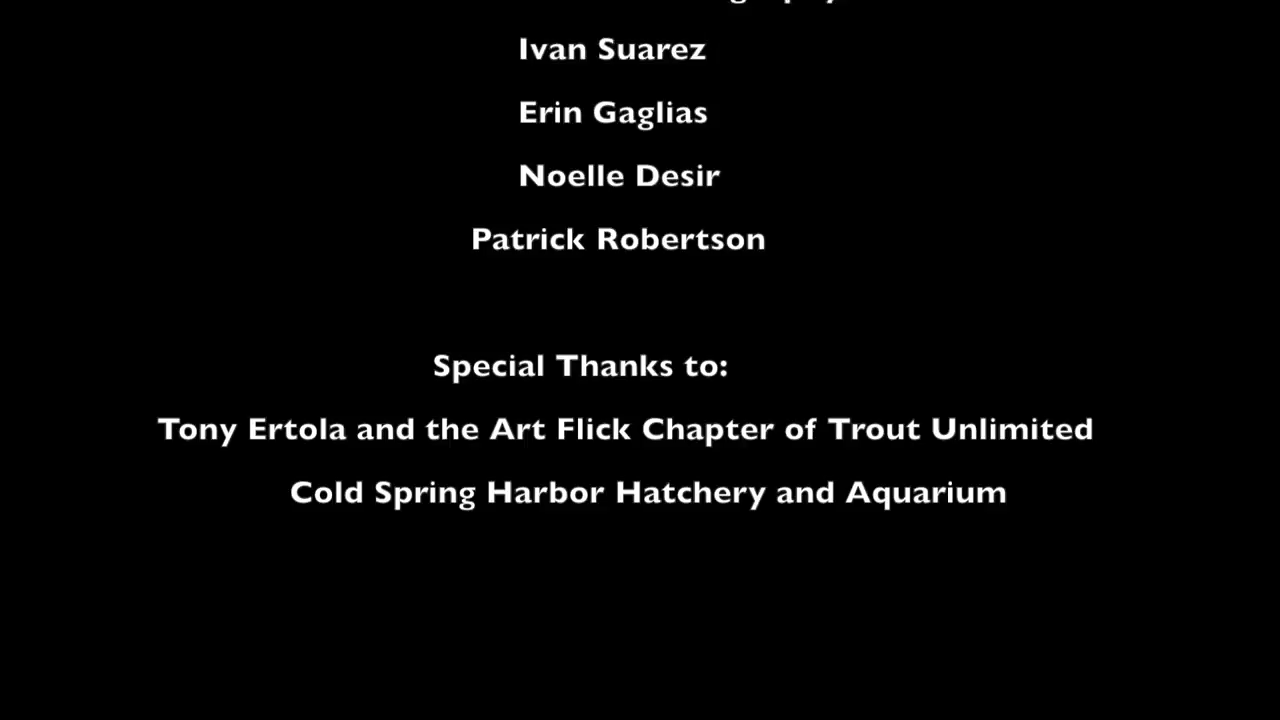 Ivan Suarez
Erin Gaglias
Noelle Desir
Patrick Robertson
Special Thanks to:
Tony Ertola and the Art Flick Chapter of Trout Unlimited
Cold Spring Harbor Hatchery and Aquarium